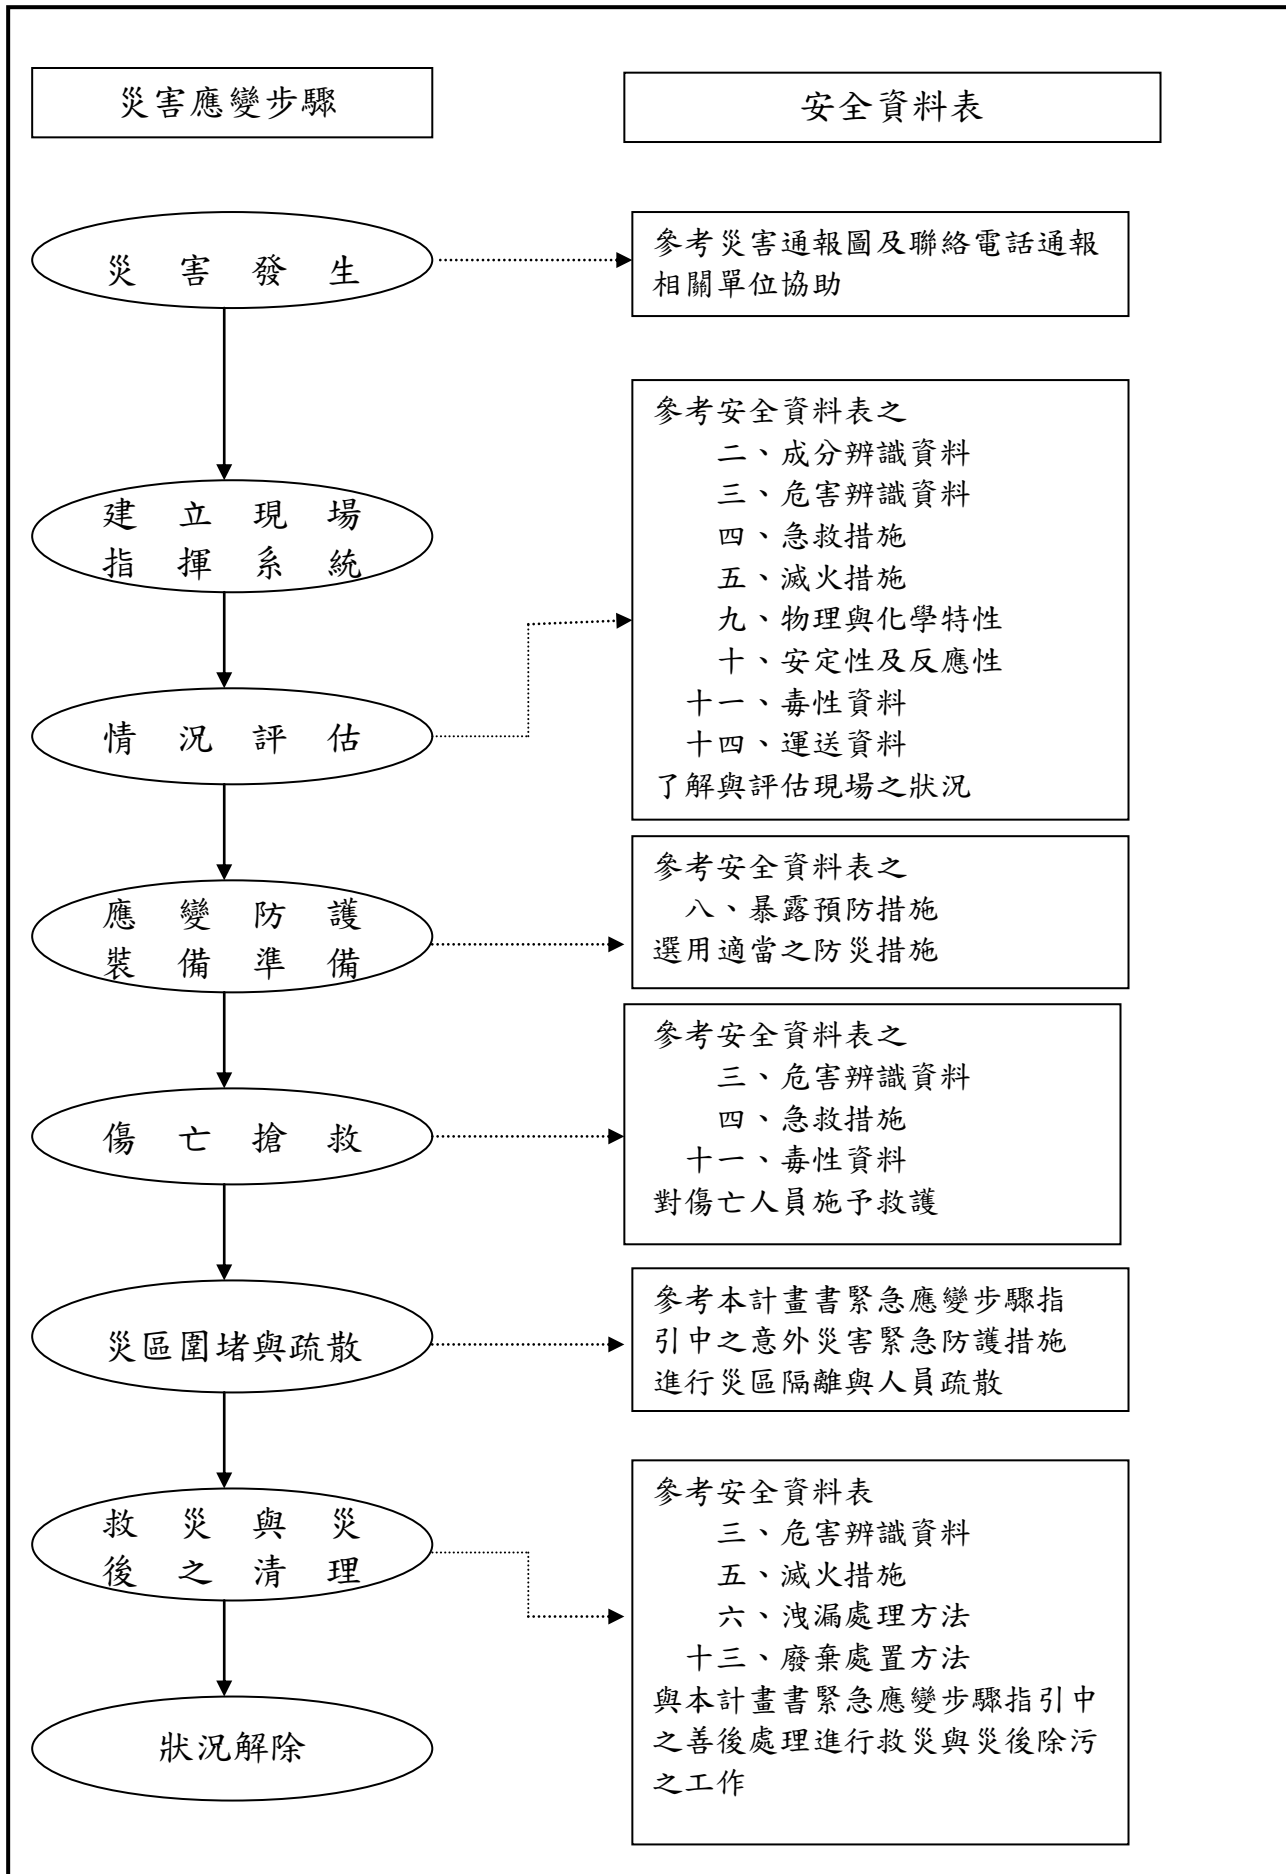 災害應變步驟
安全資料表
災害發生
參考災害通報圖及聯絡電話通報
相關單位協助
建立現場
指揮系統
情況評估
參考安全資料表之
二、成分辨識資料
三、危害辨識資料
四、急救措施
五、滅火措施
九、物理與化學特性
十、安定性及反應性
十一、毒性資料
十四、運送資料
了解與評估現場之狀況
應變防護
裝備準備
參考安全資料表之
八、暴露預防措施
選用適當之防災措施
傷亡搶救
參考安全資料表之
三、危害辨識資料
四、急救措施
十一、毒性資料
對傷亡人員施予救護
災區圍堵與疏散
參考本計畫書緊急應變步驟指
引中之意外災害緊急防護措施
進行災區隔離與人員疏散
救災與災
後之清理
參考安全資料表
三、危害辨識資料
五、滅火措施
六、洩漏處理方法
十三、廢棄處置方法
與本計畫書緊急應變步驟指引中
之善後處理進行救災與災後除污
之工作
狀況解除